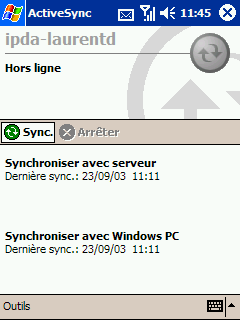 ActiveSync 11:45
ipda-laurentd
Hors ligne
Sync. Arrêter
Synchroniser avec serveur
Dernière sync.: 23/09/03 11:11
Synchroniser avec Windows PC
Dernière sync.: 23/09/03 11:11
Outils